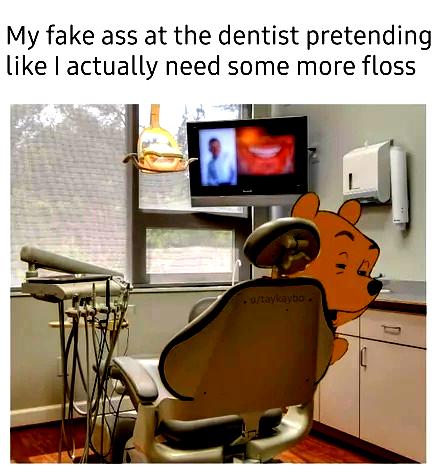 My fake ass at the dentist pretending
like I actually need some more floss
u/taykaybo